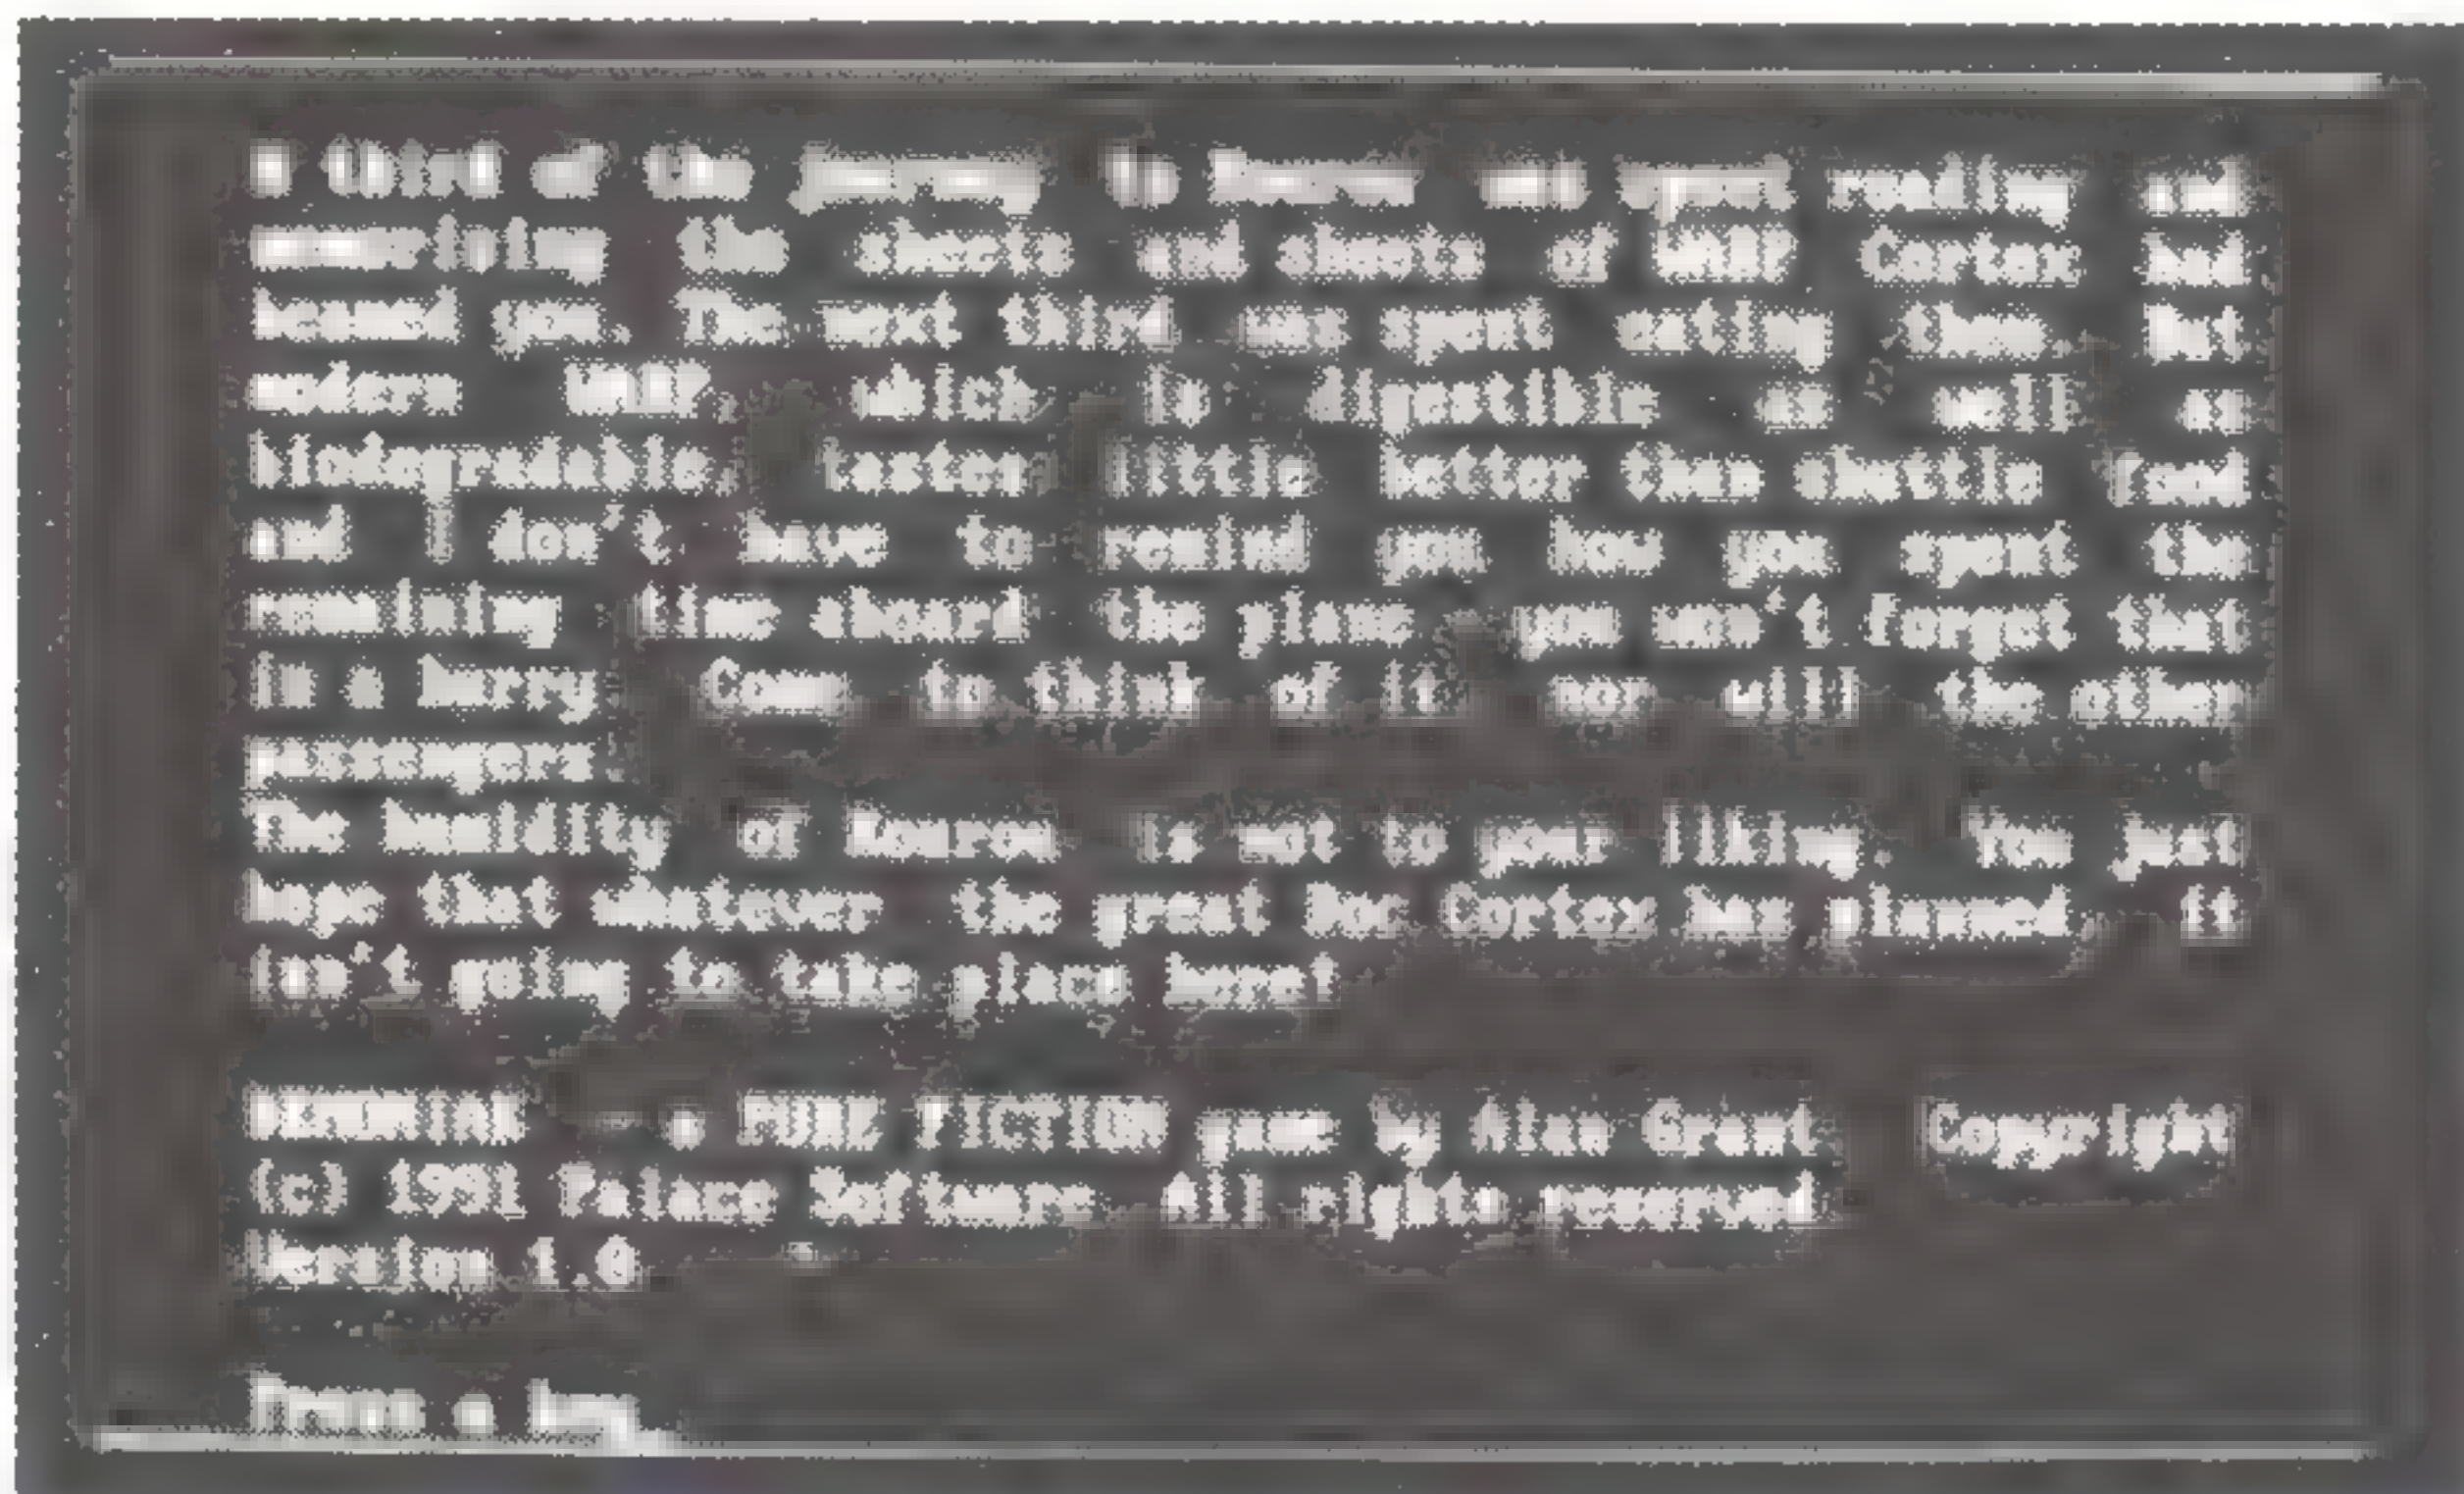 A third of the journey to was spent reading and
memorising the sheets and sheets of Cortex had
beamed you. The next third was spent eating them. But
modern which is digestible as well as
biodegradable, tastes little better than shuttle food
and I don't have to remind you how you spent the
remaining time aboard the plane you won't forget that
in a hurry. Come to think of it, nor will the other
passengers.
The humidity of is not to your liking. You just
hope that whatever the great Doc Cortex has planned, it
isn't going to take place here!
DEMONIAK a FICTION game by Alan Grant. Copyright
(c) 1991 Palace Software. All rights reserved.
Version 1.0
Press a key